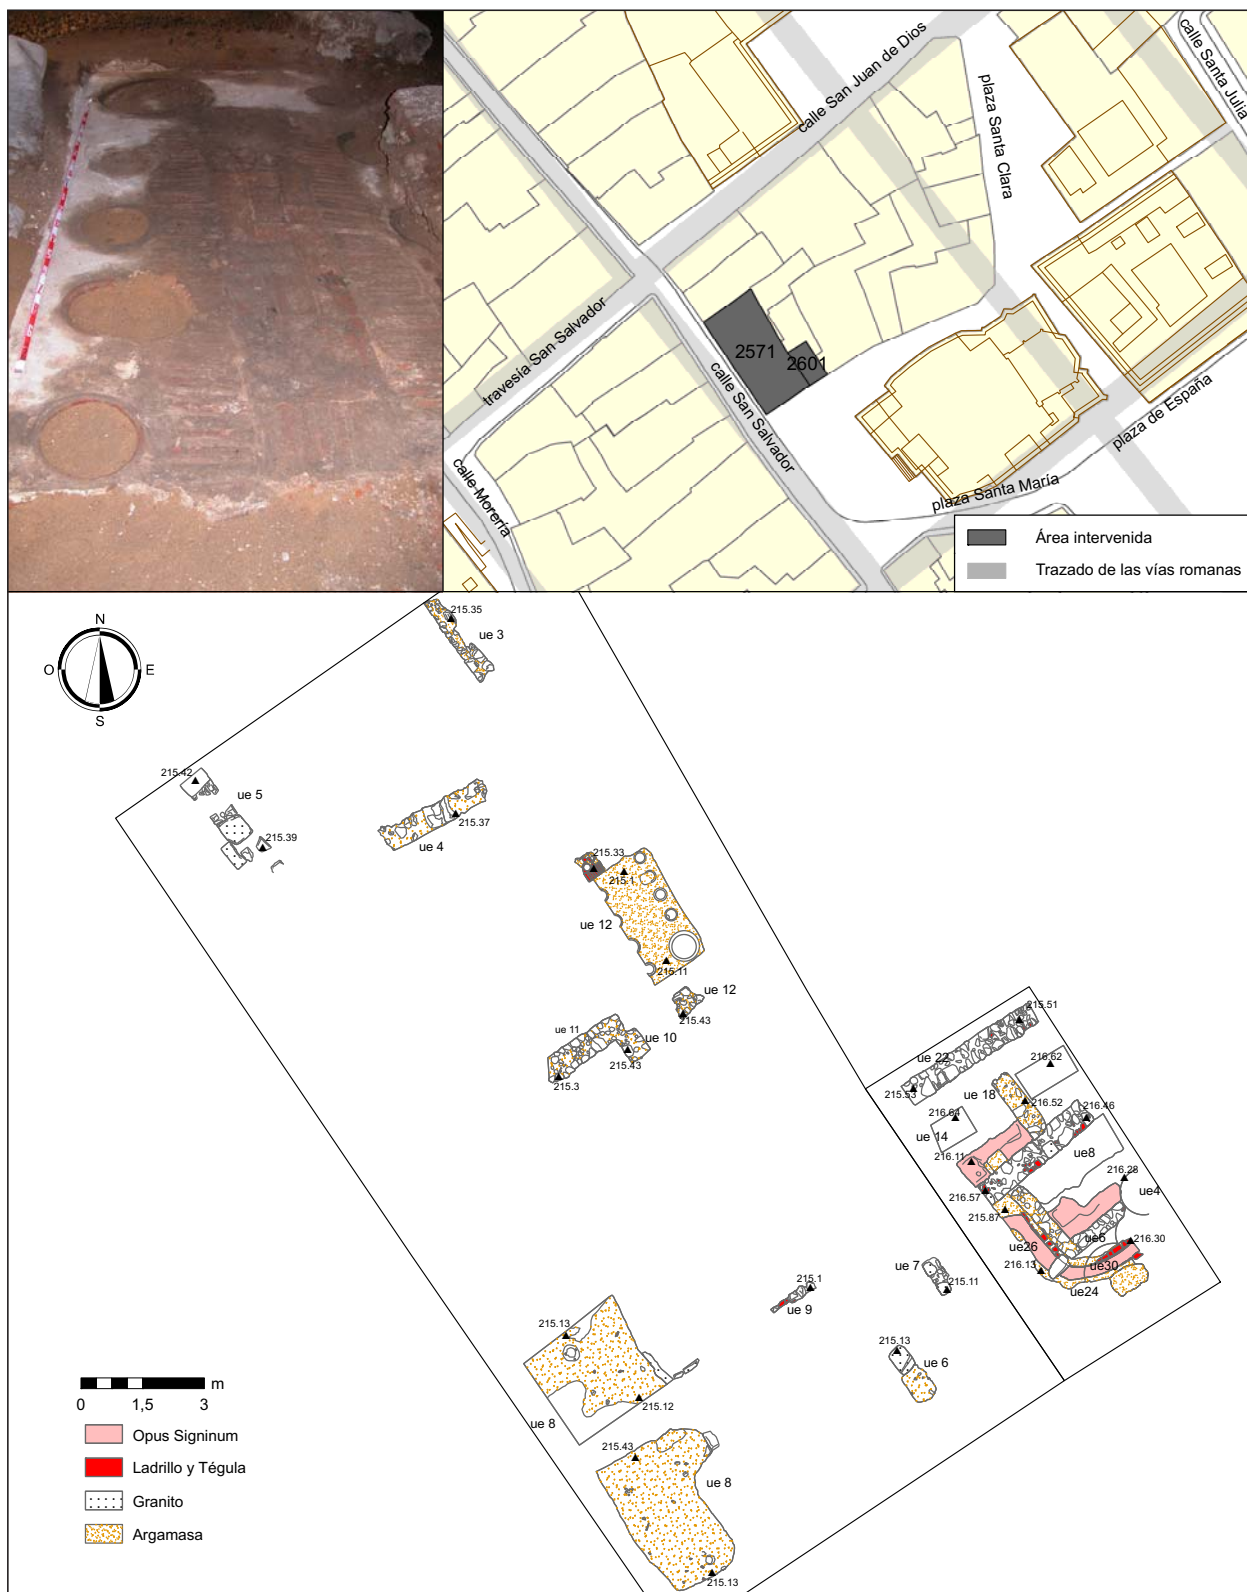 calle San Juan de Dios
calle Santa Julia
plaza Santa Clara
travesía San Salvador
2571
2601
calle San Salvador
calle Morería
plaza Santa María
plaza de España
Área intervenida
Trazado de las vías romanas
N
O
E
S
215.35
ue 3
215.42
ue 5
215.39
215.37
ue 4
215.33
215.1
ue 12
215.11
ue 12
215.43
ue 11
ue 10
215.43
215.3
215.51
ue 22
216.62
215.53
ue 18
216.52
216.64
216.46
ue 14
ue8
216.11
216.28
216.57
ue4
215.87
ue6
216.30
ue26
216.13
ue30
ue24
ue 7
215.11
215.1
ue 9
215.13
215.13
ue 6
215.12
ue 8
215.43
ue 8
215.13
m
0 1,5 3
Opus Signinum
Ladrillo y Tégula
Granito
Argamasa